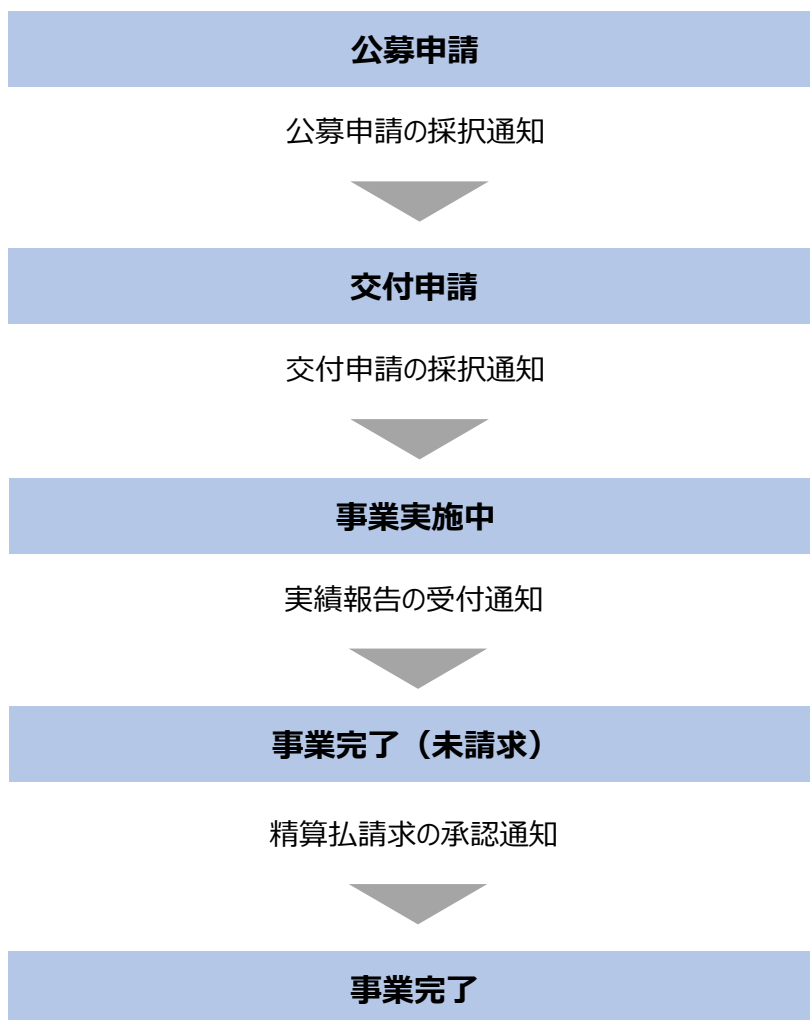 公募申請
公募申請の採択通知
交付申請
交付申請の採択通知
事業実施中
実績報告の受付通知
事業完了（未請求）
精算払請求の承認通知
事業完了